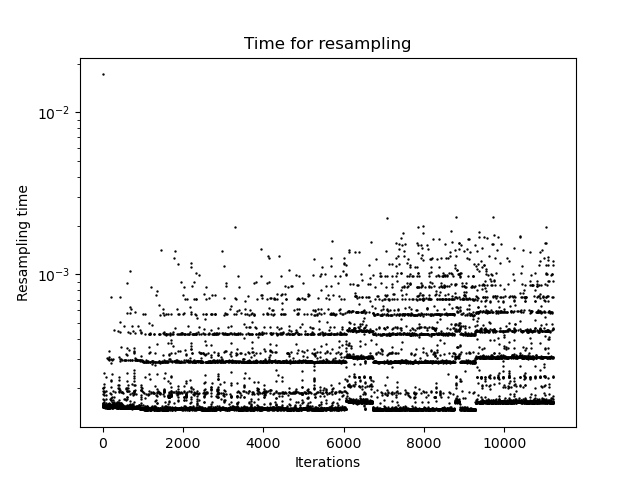 Time for resampling
10⁻²
10⁻³
Resampling time
0 2000 4000 6000 8000 10000
Iterations